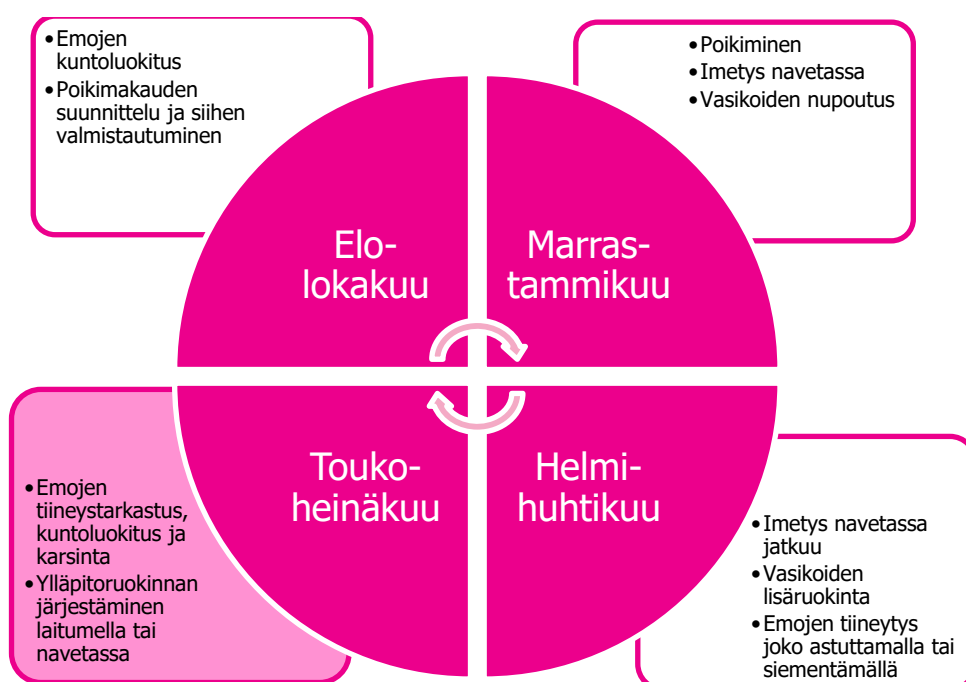 •Emojen
kuntoluokitus
•Poikimakauden
suunnittelu ja siihen
valmistautuminen
•Poikiminen
•Imetys navetassa
•Vasikoiden nupoutus
Elo-
lokakuu
Marras-
tammikuu
Touko-
heinäkuu
Helmi-
huhtikuu
•Emojen
tiineystarkastus,
kuntoluokitus ja
karsinta
•Ylläpitoruokinnan
järjestäminen
laitumella tai
navetassa
•Imetys navetassa
jatkuu
•Vasikoiden
lisäruokinta
•Emojen tiineytys
joko astuttamalla tai
siementämällä